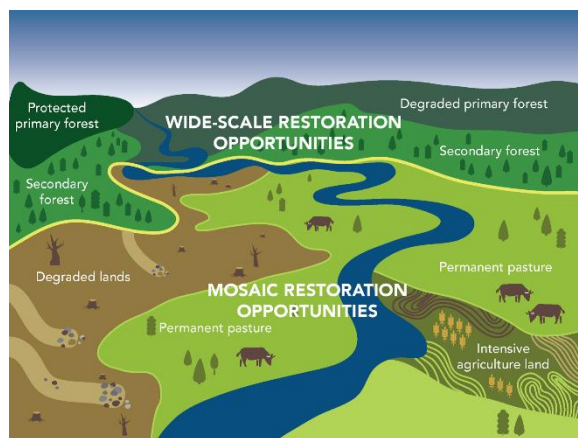 Protected
primary forest
WIDE-SCALE RESTORATION
OPPORTUNITIES
Degraded primary forest
Secondary forest
Secondary
forest
Degraded lands
Permanent pasture
MOSAIC RESTORATION
OPPORTUNITIES
Permanent pasture
Intensive
agriculture land